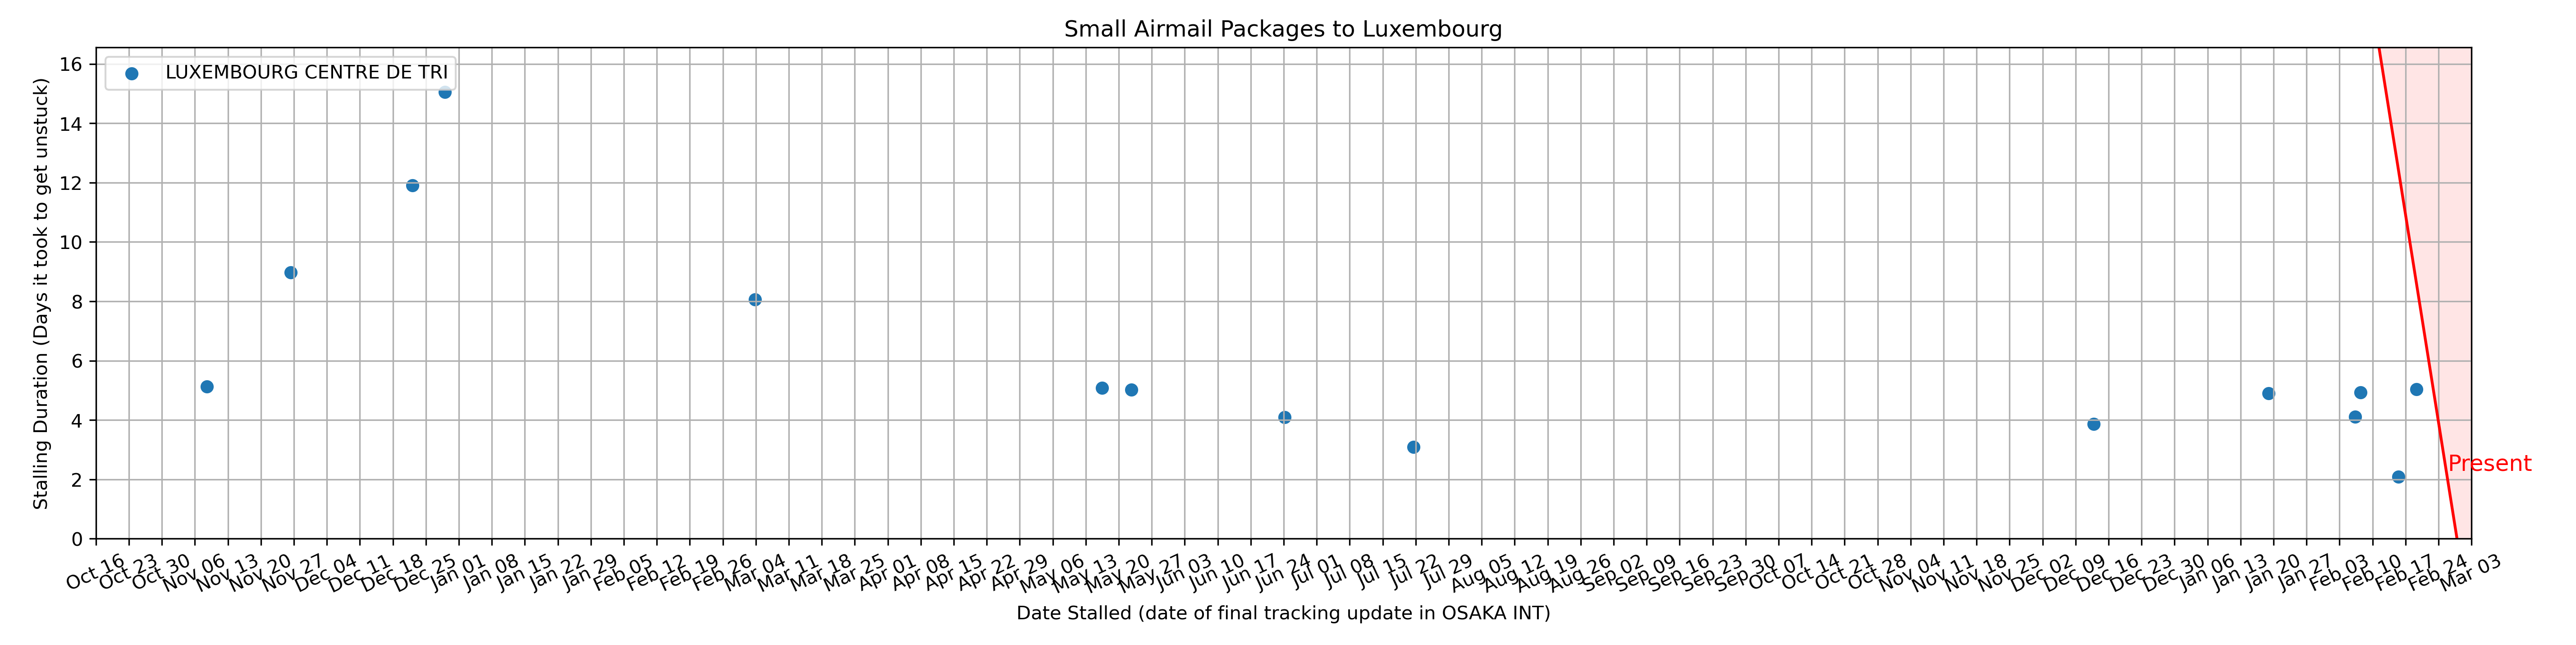 Small Airmail Packages to Luxembourg
LUXEMBOURG CENTRE DE TRI
Stalling Duration (Days it took to get unstuck)
16
14
12
10
8
6
4
2
0
Present
Oct 16 Oct 23 Oct 30 Nov 06 Nov 13 Nov 20 Nov 27 Dec 04 Dec 11 Dec 18 Dec 25 Jan 01 Jan 08 Jan 15 Jan 22 Jan 29 Feb 05 Feb 12 Feb 19 Feb 26 Mar 04 Mar 11 Mar 18 Mar 25 Apr 01 Apr 08 Apr 15 Apr 22 Apr 29 May 06 May 13 May 20 May 27 Jun 03 Jun 10 Jun 17 Jun 24 Jul 01 Jul 08 Jul 15 Jul 22 Jul 29 Aug 05 Aug 12 Aug 19 Aug 26 Sep 02 Sep 09 Sep 16 Sep 23 Sep 30 Oct 07 Oct 14 Oct 21 Oct 28 Nov 04 Nov 11 Nov 18 Nov 25 Dec 02 Dec 09 Dec 16 Dec 23 Dec 30 Jan 06 Jan 13 Jan 20 Jan 27 Feb 03 Feb 10 Feb 17 Feb 24 Mar 03
Date Stalled (date of final tracking update in OSAKA INT)